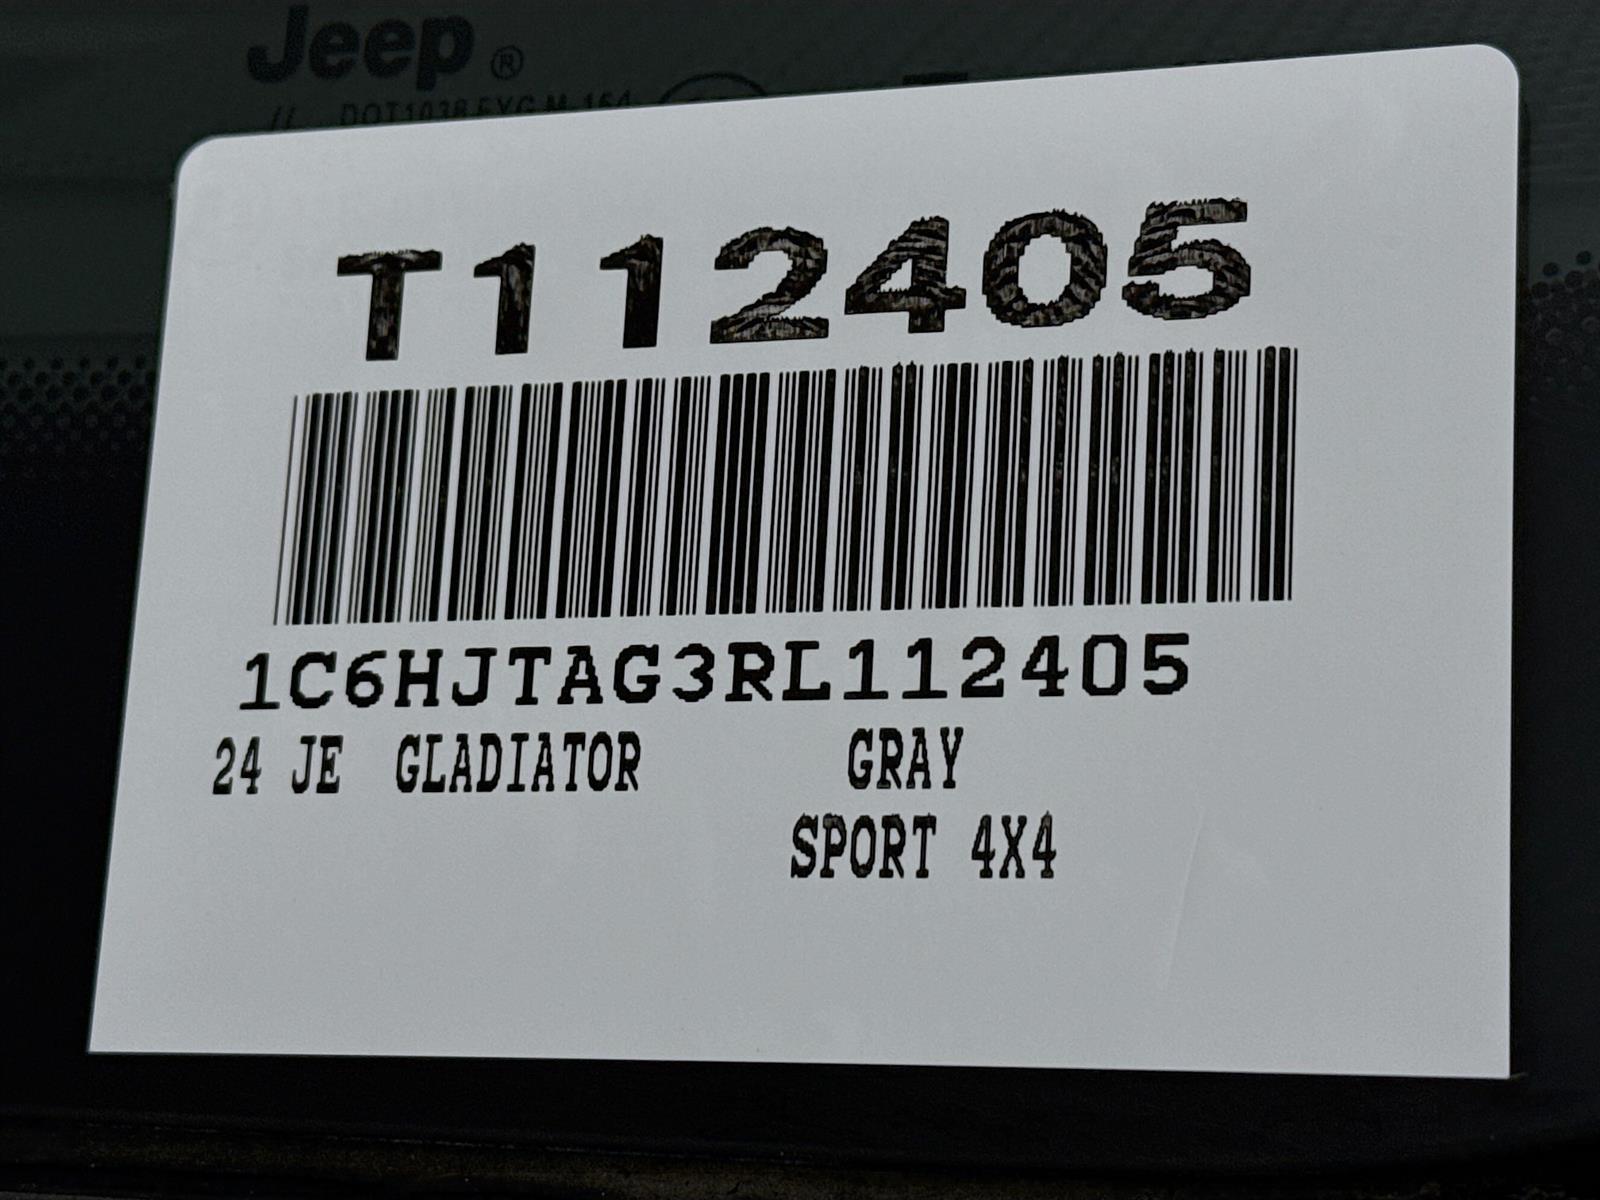 Jeep®
T112405
1C6HJTAG3RL112405
24 JE GLADIATOR GRAY
SPORT 4X4